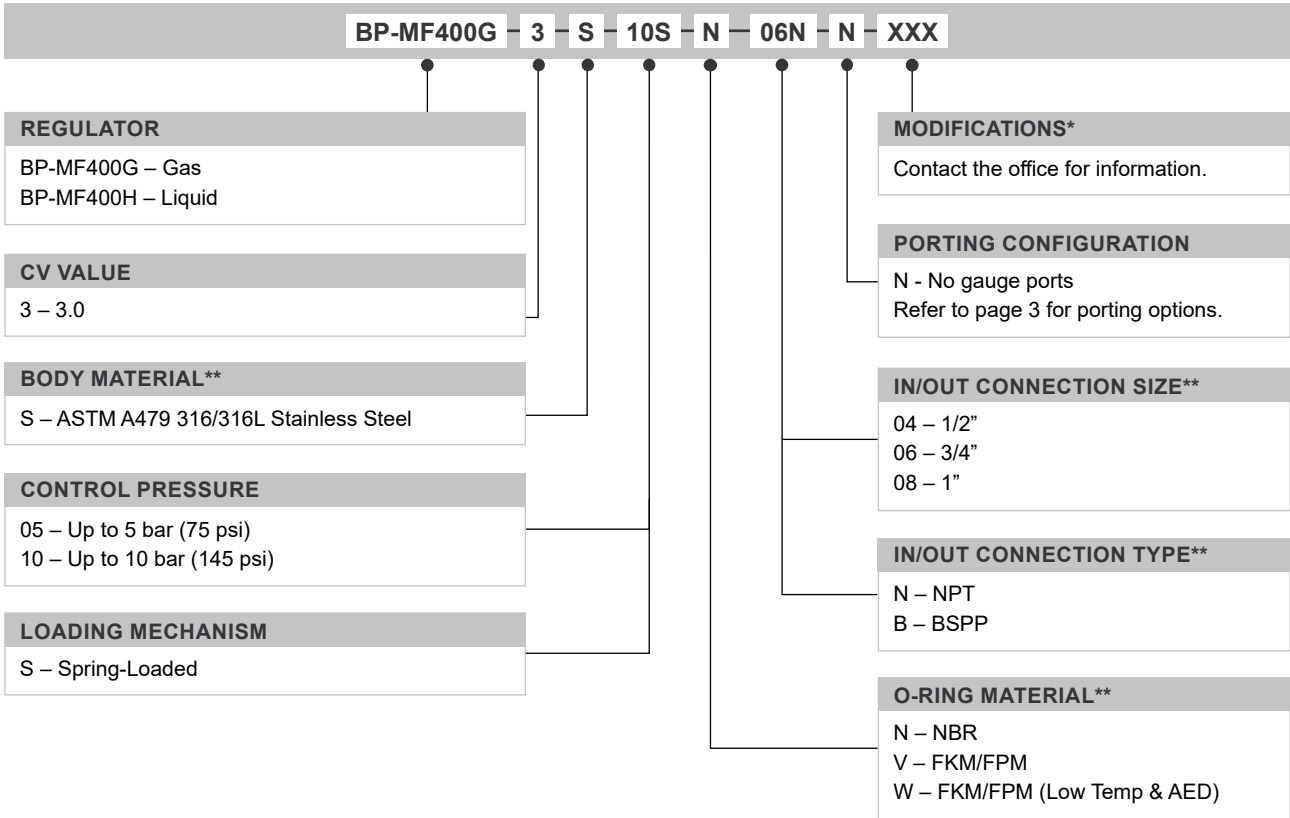 BP-MF400G 3 S 10S N 06N N XXX
REGULATOR
BP-MF400G – Gas
BP-MF400H – Liquid
CV VALUE
3 – 3.0
BODY MATERIAL**
S – ASTM A479 316/316L Stainless Steel
CONTROL PRESSURE
05 – Up to 5 bar (75 psi)
10 – Up to 10 bar (145 psi)
LOADING MECHANISM
S – Spring-Loaded
MODIFICATIONS*
Contact the office for information.
PORTING CONFIGURATION
N - No gauge ports
Refer to page 3 for porting options.
IN/OUT CONNECTION SIZE**
04 – 1/2”
06 – 3/4”
08 – 1”
IN/OUT CONNECTION TYPE**
N – NPT
B – BSPP
O-RING MATERIAL**
N – NBR
V – FKM/FPM
W – FKM/FPM (Low Temp & AED)